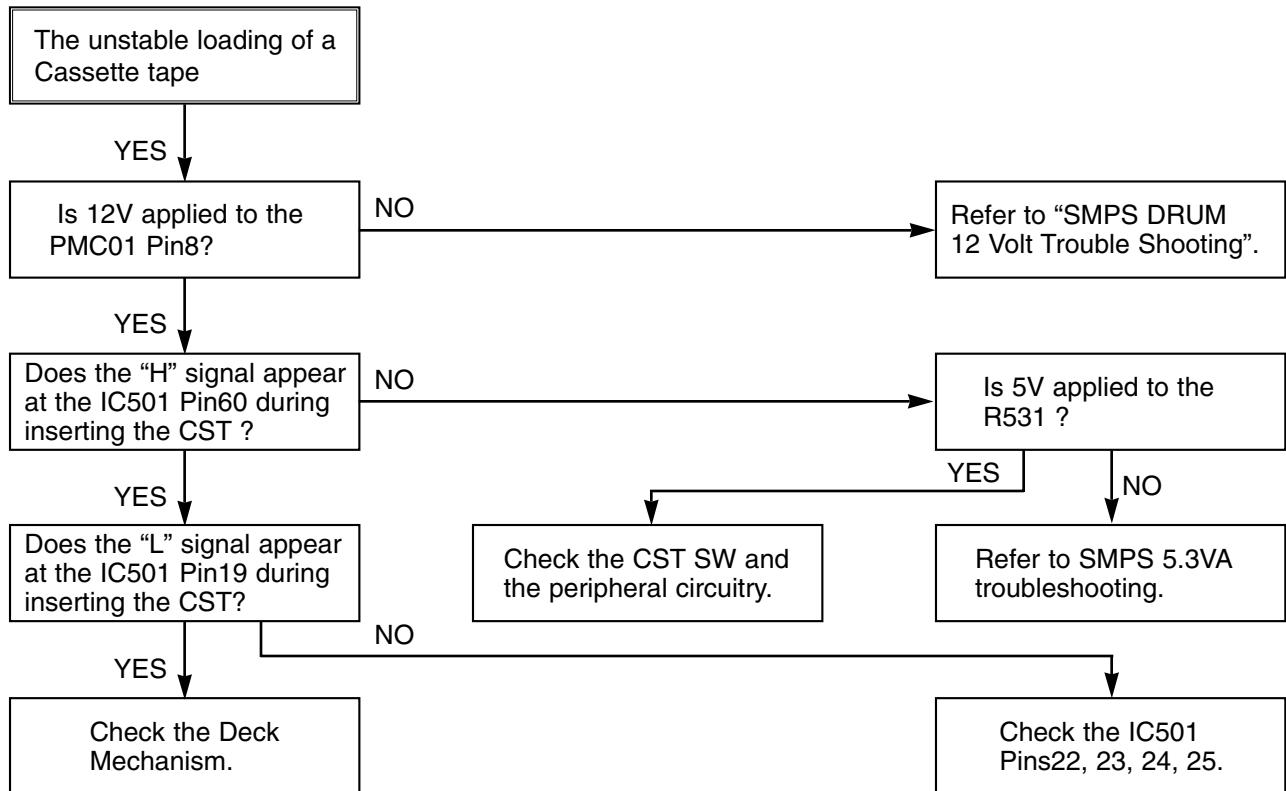 The unstable loading of a
Cassette tape
YES
Is 12V applied to the
PMC01 Pin8?
NO
Refer to “SMPS DRUM
12 Volt Trouble Shooting”.
YES
Does the “H” signal appear
at the IC501 Pin60 during
inserting the CST ?
NO
Is 5V applied to the
R531 ?
YES
NO
YES
Check the CST SW and
the peripheral circuitry.
Refer to SMPS 5.3VA
troubleshooting.
Does the “L” signal appear
at the IC501 Pin19 during
inserting the CST?
NO
YES
Check the Deck
Mechanism.
Check the IC501
Pins22, 23, 24, 25.